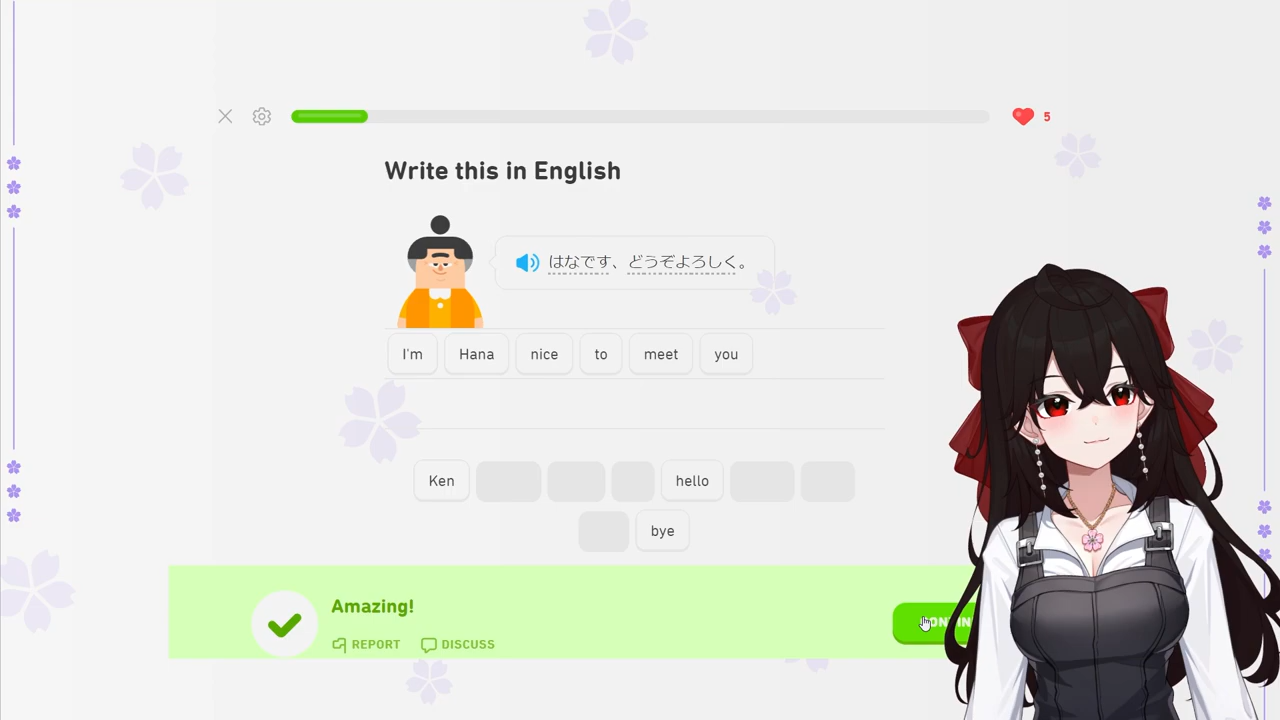 5
Write this in English
はなです、どうぞよろしく。
I'm Hana nice to meet you
Ken hello
bye
Amazing!
REPORT DISCUSS